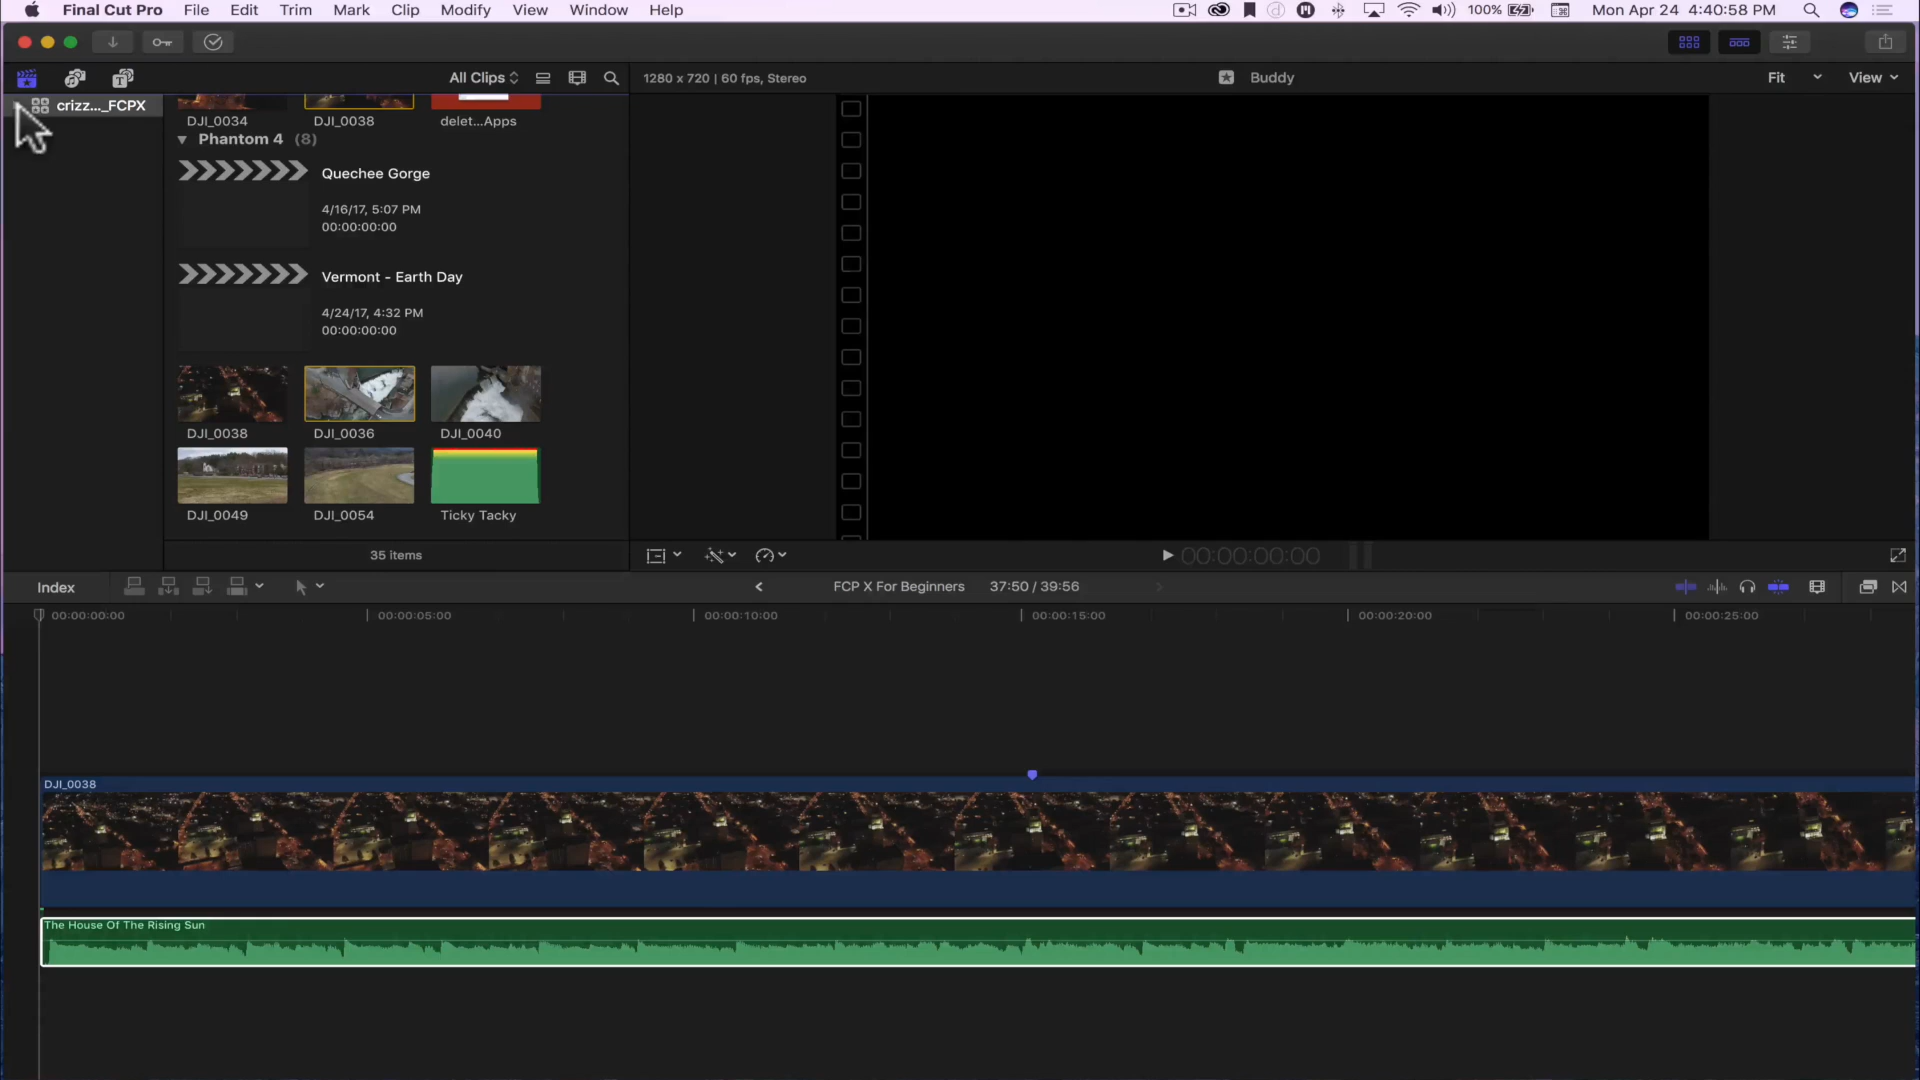 Final Cut Pro File Edit Trim Mark Clip Modify View Window Help 100% Mon Apr 24 4:40:58 PM
All Clips 1280 x 720 | 60 fps, Stereo Buddy Fit View
crizz..._FCPX
DJI_0034 DJI_0038 delet...Apps
Phantom 4 (8)
Quechee Gorge
4/16/17, 5:07 PM
00:00:00:00
Vermont - Earth Day
4/24/17, 4:32 PM
00:00:00:00
DJI_0038 DJI_0036 DJI_0040
DJI_0049 DJI_0054 Ticky Tacky
35 items 00:00:00:00
Index FCP X For Beginners 37:50 / 39:56
00:00:00:00 00:00:05:00 00:00:10:00 00:00:15:00 00:00:20:00 00:00:25:00
DJI_0038
The House Of The Rising Sun